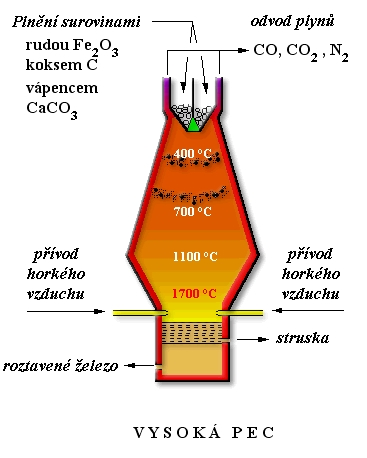 Plnění surovinami
rudou Fe₂O₃
koksem C
vápencem
CaCO₃
odvod plynů
CO, CO₂ , N₂
400 °C
700 °C
1100 °C
1700 °C
přívod
horkého
vzduchu
přívod
horkého
vzduchu
struska
roztavené železo
VYSOKÁ PEC